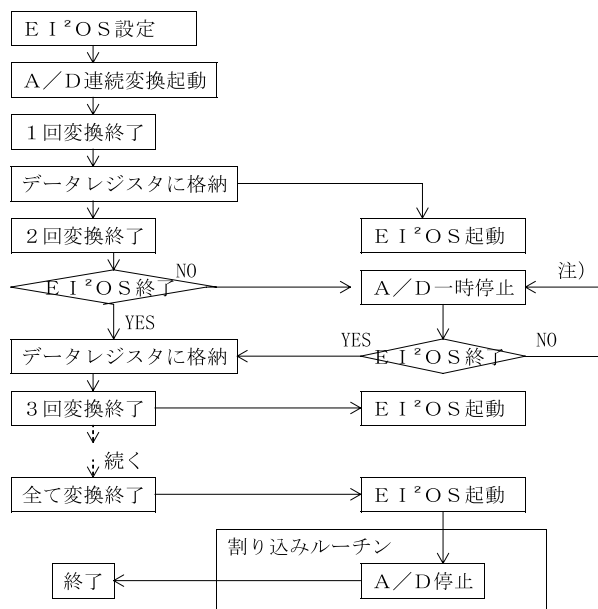 ＥＩ²ＯＳ設定
Ａ／Ｄ連続変換起動
１回変換終了
データレジスタに格納
２回変換終了
ＥＩ²ＯＳ起動
ＥＩ²ＯＳ終了
NO
Ａ／Ｄ一時停止
注）
YES
データレジスタに格納
YES
ＥＩ²ＯＳ終了
NO
３回変換終了
ＥＩ²ＯＳ起動
続く
全て変換終了
ＥＩ²ＯＳ起動
割り込みルーチン
終了
Ａ／Ｄ停止